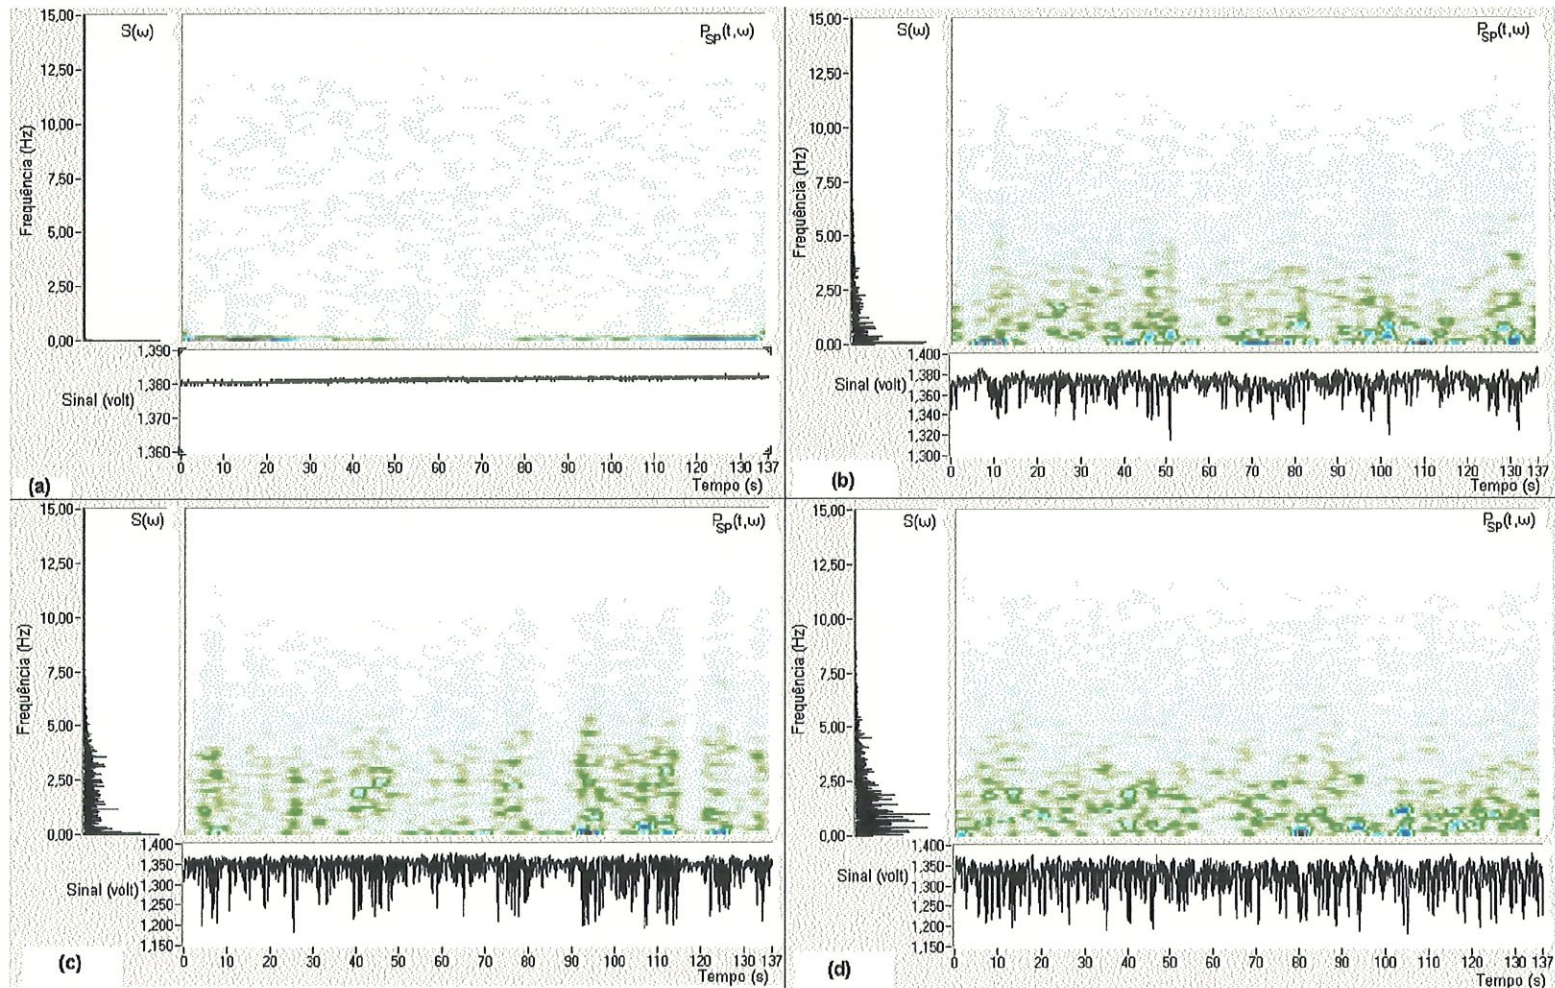 15,00
12,50
10,00
7,50
5,00
2,50
0,00
Frequência (Hz)
S(ω)
P_SP(t,ω)
1,390
1,380
1,370
1,360
Sinal (volt)
0 10 20 30 40 50 60 70 80 90 100 110 120 130 137
Tempo (s)
(a)
15,00
12,50
10,00
7,50
5,00
2,50
0,00
Frequência (Hz)
S(ω)
P_SP(t,ω)
1,400
1,380
1,360
1,340
1,320
1,300
Sinal (volt)
0 10 20 30 40 50 60 70 80 90 100 110 120 130 137
Tempo (s)
(b)
15,00
12,50
10,00
7,50
5,00
2,50
0,00
Frequência (Hz)
S(ω)
P_SP(t,ω)
1,400
1,350
1,300
1,250
1,200
1,150
Sinal (volt)
0 10 20 30 40 50 60 70 80 90 100 110 120 130 137
Tempo (s)
(c)
15,00
12,50
10,00
7,50
5,00
2,50
0,00
Frequência (Hz)
S(ω)
P_SP(t,ω)
1,400
1,350
1,300
1,250
1,200
1,150
Sinal (volt)
0 10 20 30 40 50 60 70 80 90 100 110 120 130 137
Tempo (s)
(d)